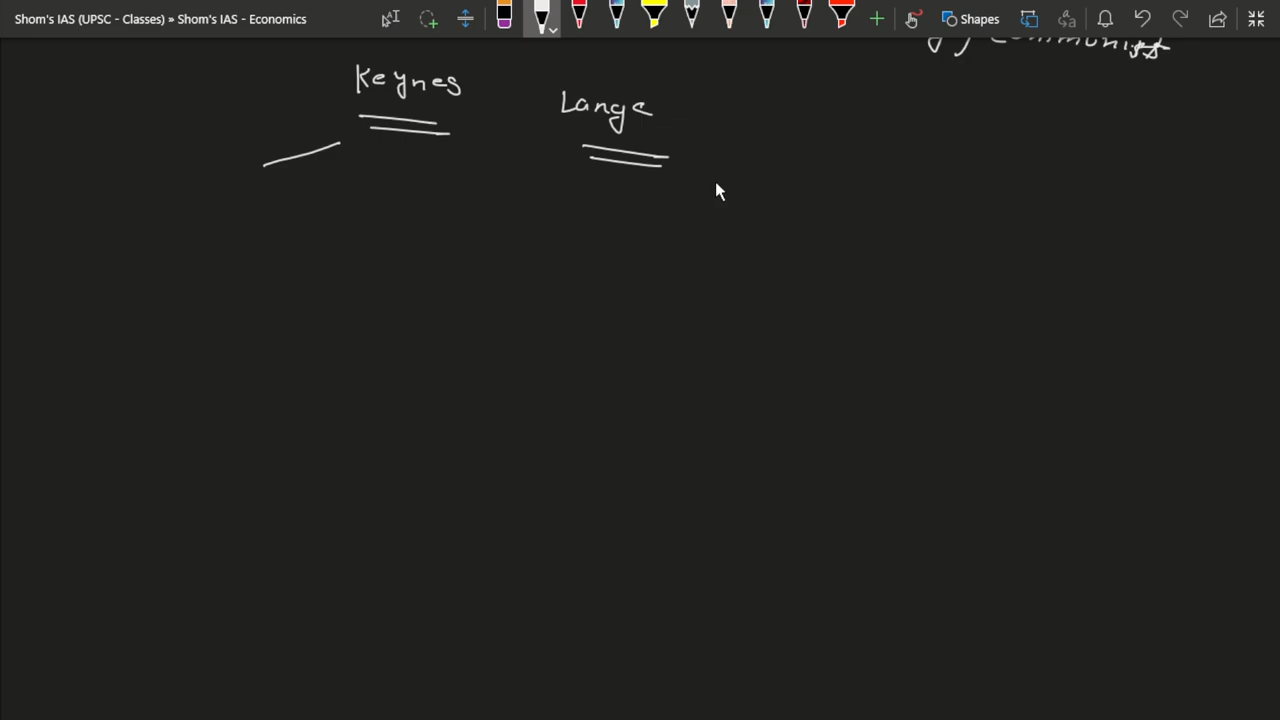 Shom's IAS (UPSC - Classes) » Shom's IAS - Economics
Shapes
Keynes
Lange